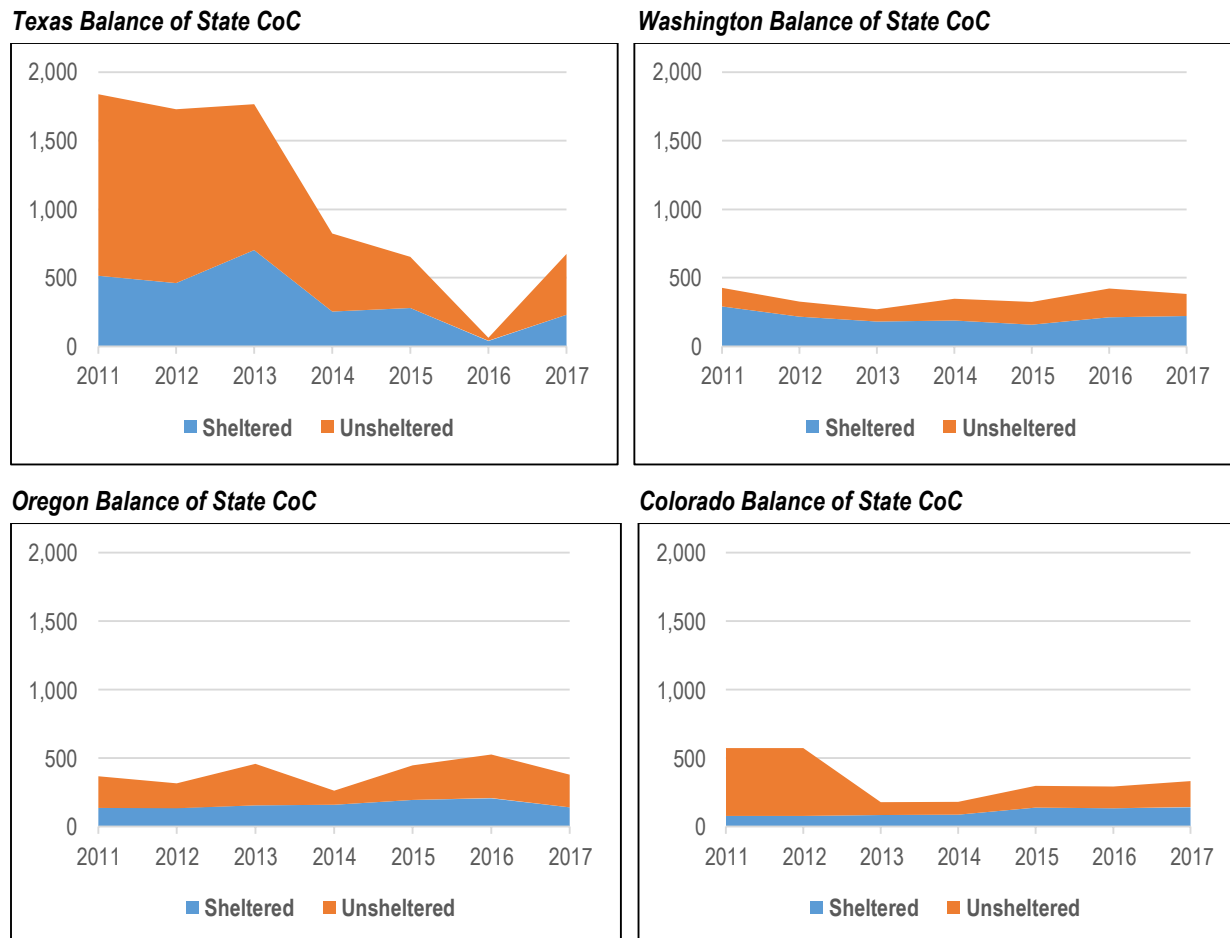 Texas Balance of State CoC
2,000
1,500
1,000
500
0
2011 2012 2013 2014 2015 2016 2017
Sheltered Unsheltered
Washington Balance of State CoC
2,000
1,500
1,000
500
0
2011 2012 2013 2014 2015 2016 2017
Sheltered Unsheltered
Oregon Balance of State CoC
2,000
1,500
1,000
500
0
2011 2012 2013 2014 2015 2016 2017
Sheltered Unsheltered
Colorado Balance of State CoC
2,000
1,500
1,000
500
0
2011 2012 2013 2014 2015 2016 2017
Sheltered Unsheltered